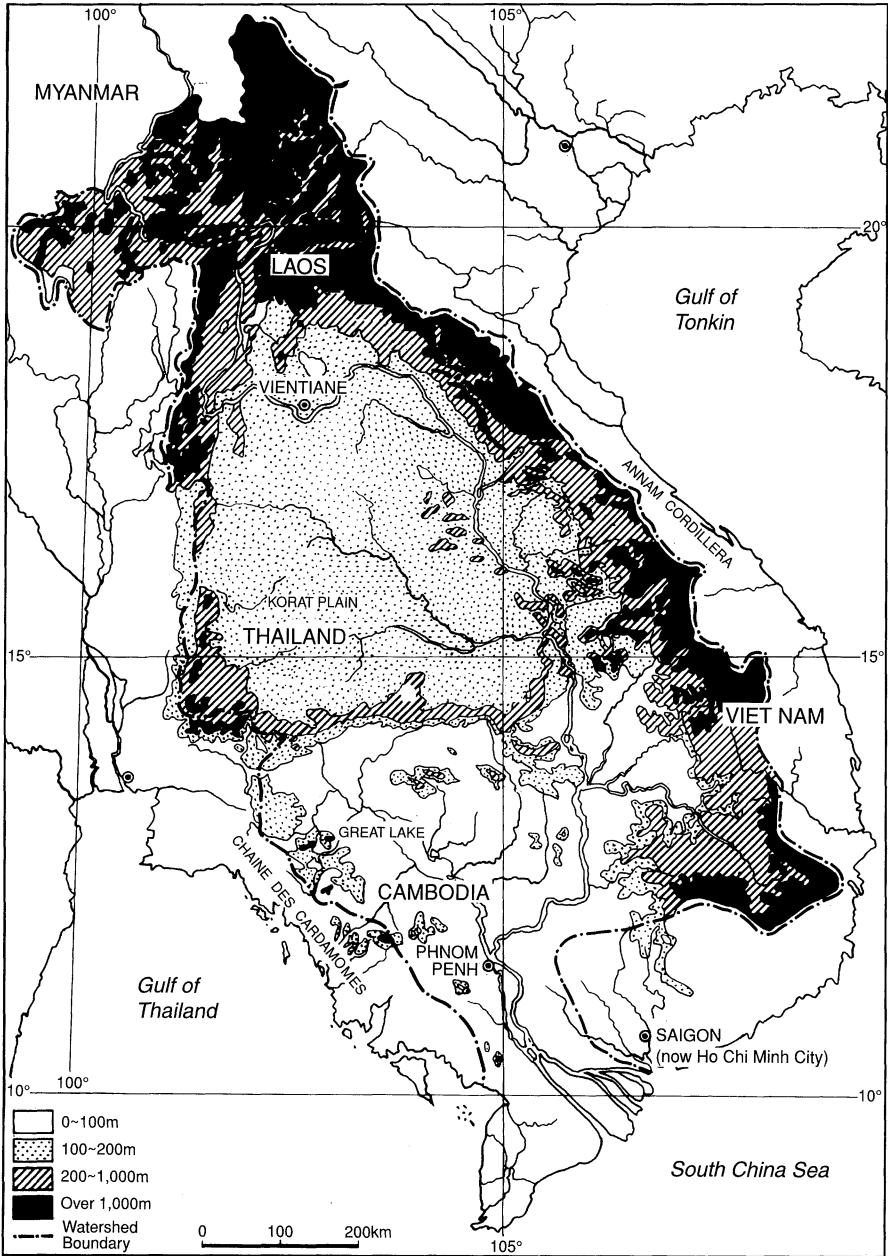 100°
105°
MYANMAR
20°
LAOS
Gulf of
Tonkin
VIENTIANE
ANNAM CORDILLERA
KORAT PLAIN
THAILAND
15°
15°
VIET NAM
GREAT LAKE
CHAINE DES CARDAMOMES
CAMBODIA
PHNOM
PENH
Gulf of
Thailand
SAIGON
(now Ho Chi Minh City)
10°
100°
10°
0~100m
100~200m
200~1,000m
Over 1,000m
Watershed
Boundary
0 100 200km
South China Sea
105°